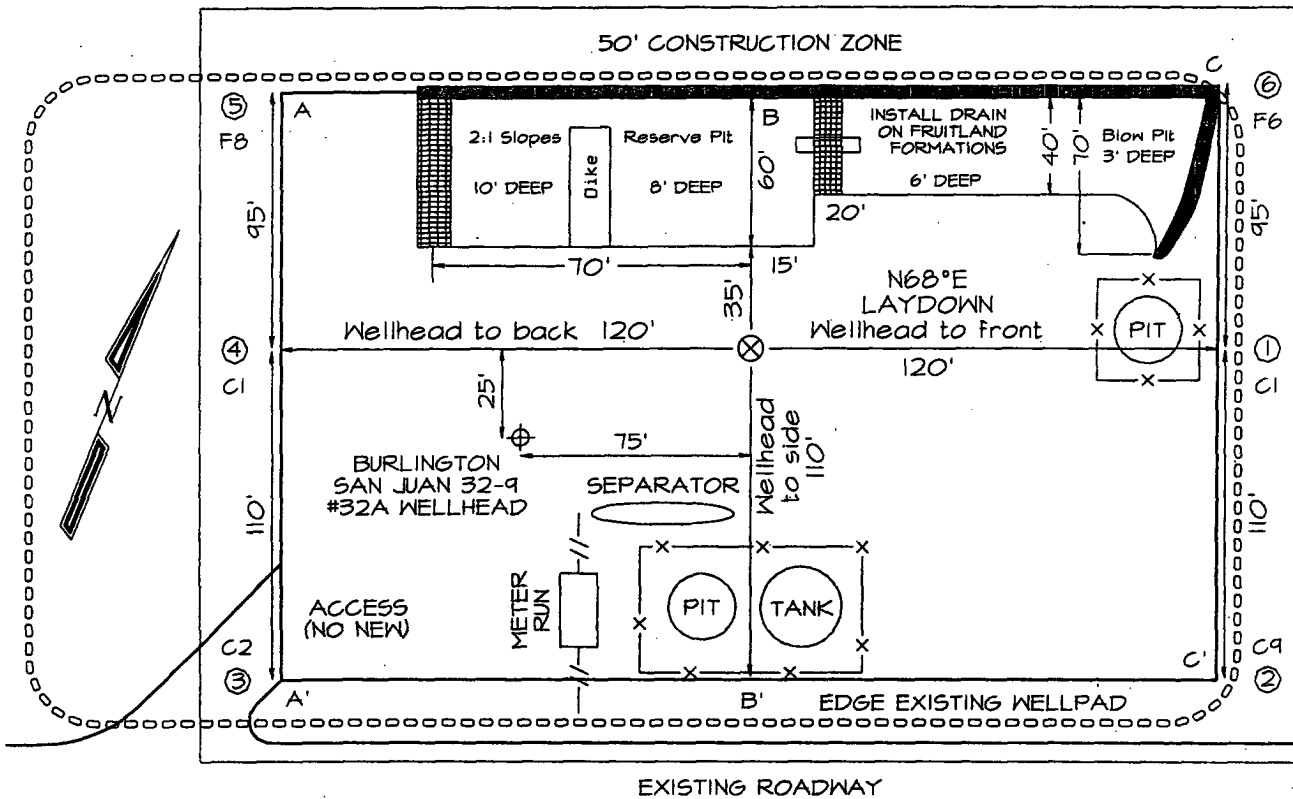 50' CONSTRUCTION ZONE
C
⑤
A
B
⑥
F8
F6
2:1 Slopes
10' DEEP
Dike
Reserve Pit
8' DEEP
60'
INSTALL DRAIN
ON FRUITLAND
FORMATIONS
6' DEEP
40'
70'
Blow Pit
3' DEEP
95'
95'
20'
70'
15'
35'
N68°E
LAYDOWN
Wellhead to back 120'
Wellhead to front
120'
PIT
④
①
C1
C1
N
25'
75'
Wellhead
to side
110'
BURLINGTON
SAN JUAN 32-9
#32A WELLHEAD
SEPARATOR
110'
110'
METER
RUN
PIT
TANK
ACCESS
(NO NEW)
C2
③
C9
②
A'
B'
C'
EDGE EXISTING WELLPAD
EXISTING ROADWAY